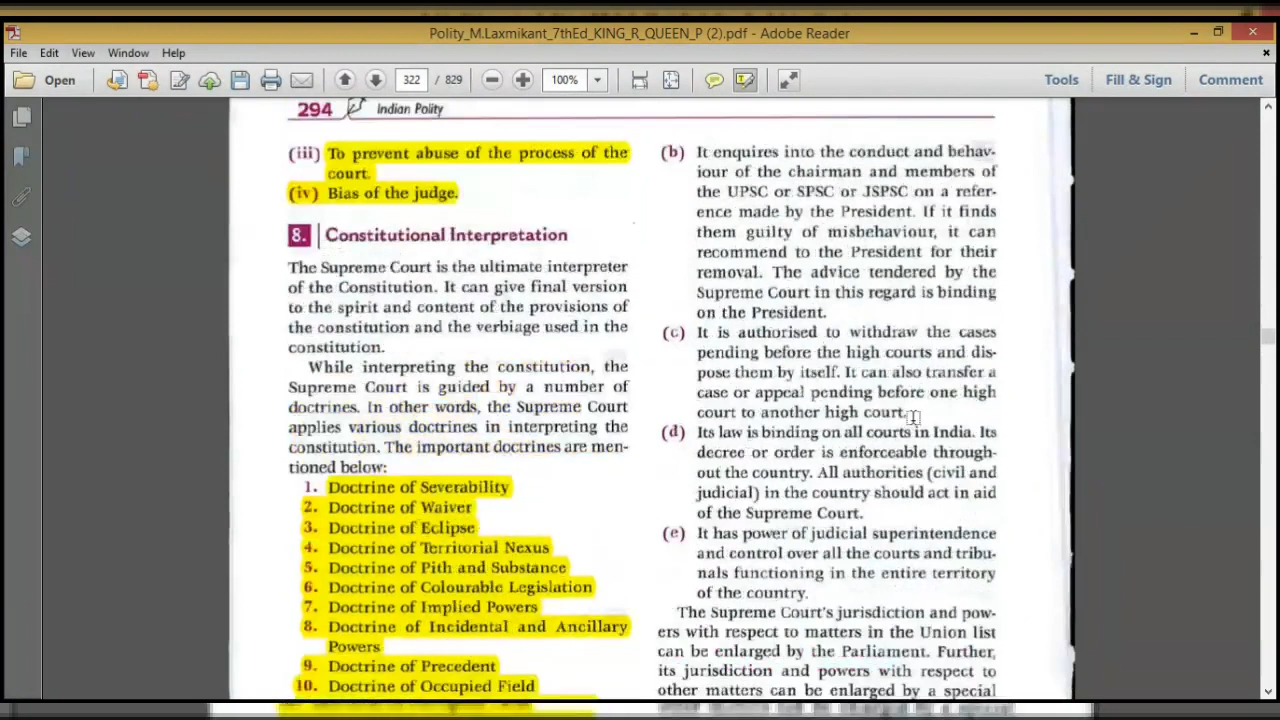 Polity_M.Laxmikant_7thEd_KING_R_QUEEN_P (2).pdf - Adobe Reader
File Edit View Window Help
Open 322 / 829 100% Tools Fill & Sign Comment
294 Indian Polity
(iii) To prevent abuse of the process of the
court.
(iv) Bias of the judge.
8. Constitutional Interpretation
The Supreme Court is the ultimate interpreter
of the Constitution. It can give final version
to the spirit and content of the provisions of
the constitution and the verbiage used in the
constitution.
While interpreting the constitution, the
Supreme Court is guided by a number of
doctrines. In other words, the Supreme Court
applies various doctrines in interpreting the
constitution. The important doctrines are men-
tioned below:
1. Doctrine of Severability
2. Doctrine of Waiver
3. Doctrine of Eclipse
4. Doctrine of Territorial Nexus
5. Doctrine of Pith and Substance
6. Doctrine of Colourable Legislation
7. Doctrine of Implied Powers
8. Doctrine of Incidental and Ancillary
Powers
9. Doctrine of Precedent
10. Doctrine of Occupied Field
(b) It enquires into the conduct and behav-
iour of the chairman and members of
the UPSC or SPSC or JSPSC on a refer-
ence made by the President. If it finds
them guilty of misbehaviour, it can
recommend to the President for their
removal. The advice tendered by the
Supreme Court in this regard is binding
on the President.
(c) It is authorised to withdraw the cases
pending before the high courts and dis-
pose them by itself. It can also transfer a
case or appeal pending before one high
court to another high court.
(d) Its law is binding on all courts in India. Its
decree or order is enforceable through-
out the country. All authorities (civil and
judicial) in the country should act in aid
of the Supreme Court.
(e) It has power of judicial superintendence
and control over all the courts and tribu-
nals functioning in the entire territory
of the country.
The Supreme Court's jurisdiction and pow-
ers with respect to matters in the Union list
can be enlarged by the Parliament. Further,
its jurisdiction and powers with respect to
other matters can be enlarged by a special